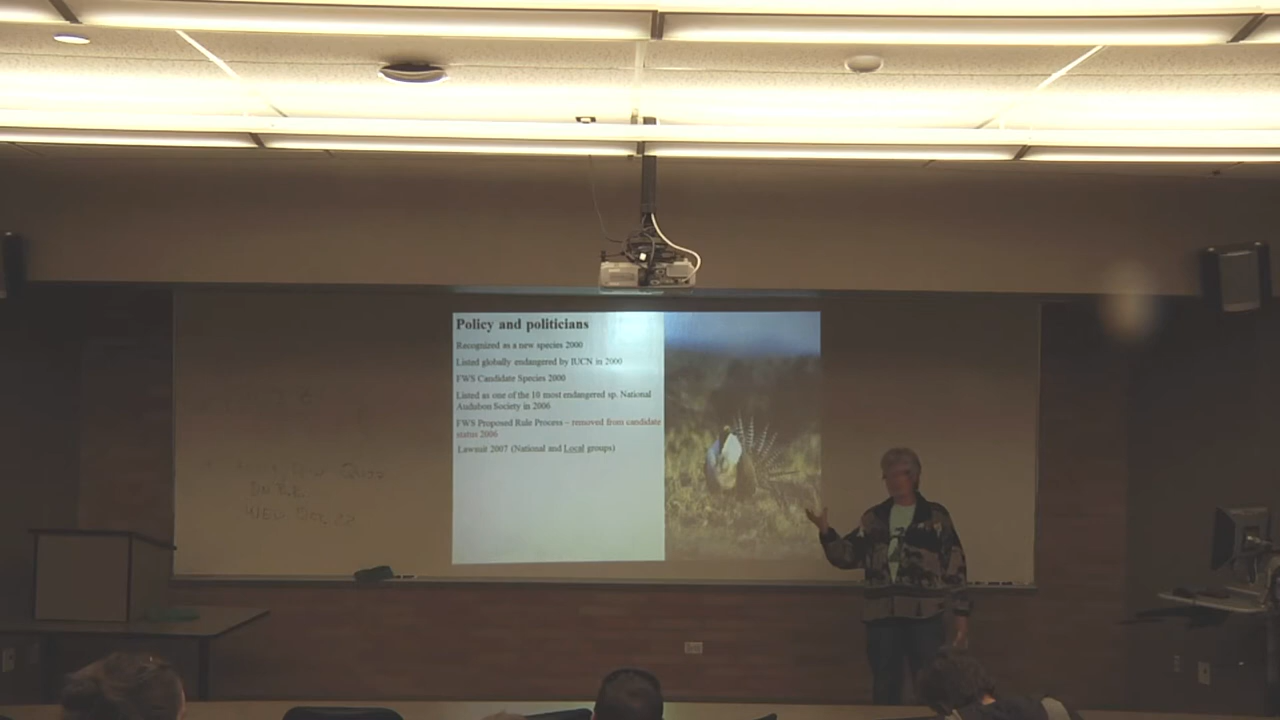 Policy and politicians
Recognized as a new species 2000
Listed globally endangered by IUCN in 2000
FWS Candidate Species 2000
Listed as one of the 10 most endangered sp. National
Audubon Society in 2006
FWS Proposed Rule Process – removed from candidate
status 2006
Lawsuit 2007 (National and Local groups)